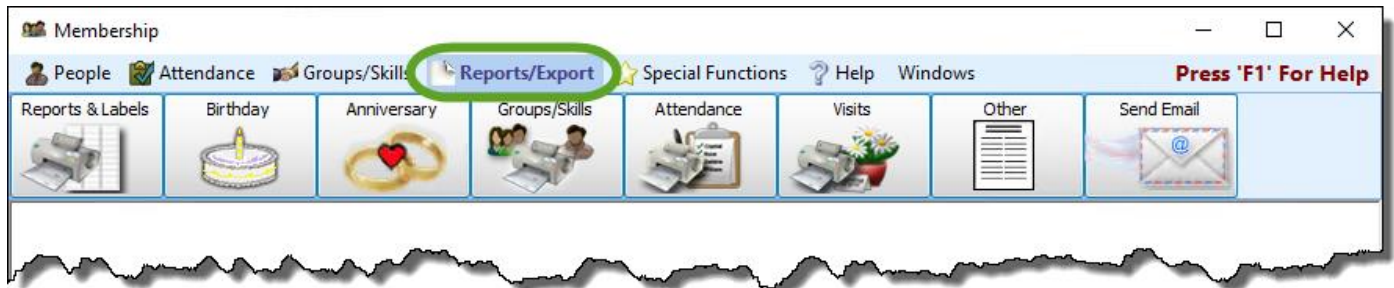 Membership
People Attendance Groups/Skills Reports/Export Special Functions Help Windows Press 'F1' For Help
Reports & Labels Birthday Anniversary Groups/Skills Attendance Visits Other Send Email
@